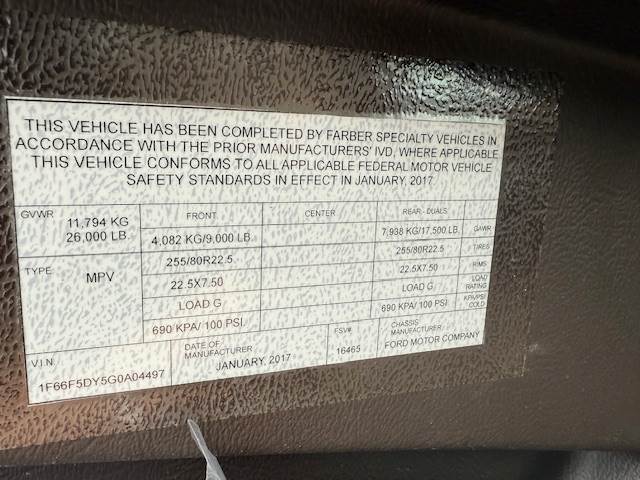 THIS VEHICLE HAS BEEN COMPLETED BY FARBER SPECIALTY VEHICLES IN
ACCORDANCE WITH THE PRIOR MANUFACTURERS' IVD, WHERE APPLICABLE
THIS VEHICLE CONFORMS TO ALL APPLICABLE FEDERAL MOTOR VEHICLE
SAFETY STANDARDS IN EFFECT IN JANUARY, 2017
GVWR 11,794 KG
26,000 LB.
FRONT CENTER REAR - DUALS
4,082 KG/9,000 LB. 7,938 KG/17,500 LB. GAWR
TYPE MPV
255/80R22.5 255/80R22.5 TIRES
22.5X7.50 22.5X7.50 RIMS
LOAD G LOAD G LOAD RATING
690 KPA/ 100 PSI. 690 KPA/ 100 PSI. KPA/PSI COLD
V.I.N.
1F66F5DY5G0A04497
DATE OF MANUFACTURER
JANUARY, 2017
FSV#
16465
CHASSIS MANUFACTURER
FORD MOTOR COMPANY